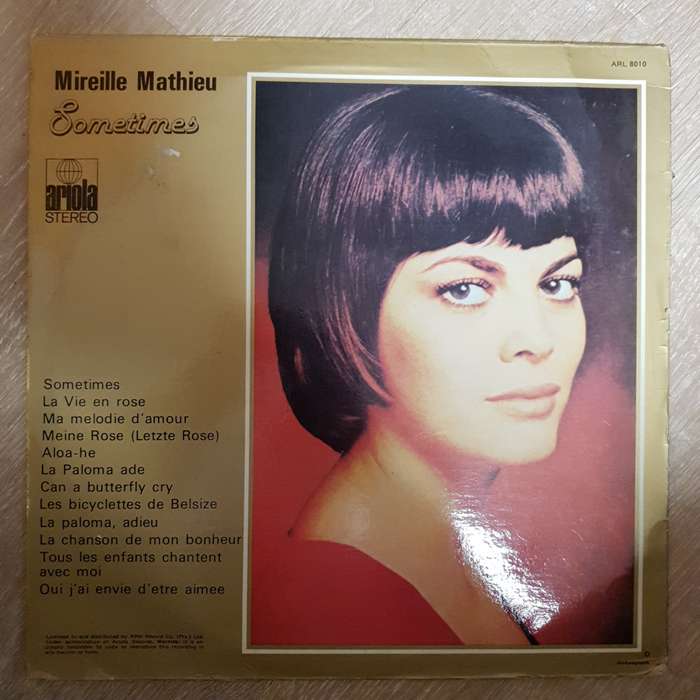 ARL 8010
Mireille Mathieu
Sometimes
ariola
STEREO
Sometimes
La Vie en rose
Ma melodie d'amour
Meine Rose (Letzte Rose)
Aloa-he
La Paloma ade
Can a butterfly cry
Les bicyclettes de Belsize
La paloma, adieu
La chanson de mon bonheur
Tous les enfants chantent
avec moi
Oui j'ai envie d'etre aimee